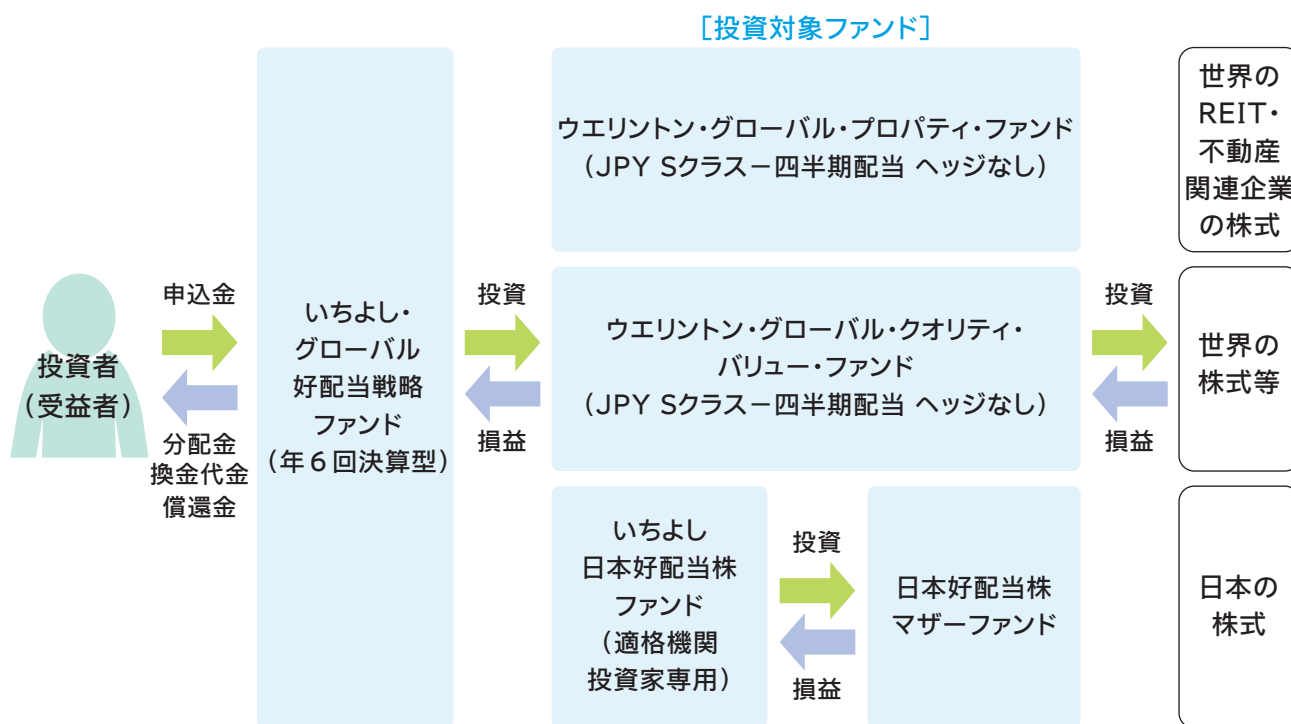 ［投資対象ファンド］
申込金
投資者
（受益者）
分配金
換金代金
償還金
いちよし・
グローバル
好配当戦略
ファンド
（年６回決算型）
投資
損益
ウエリントン・グローバル・プロパティ・ファンド
（JPY Sクラス－四半期配当 ヘッジなし）
ウエリントン・グローバル・クオリティ・
バリュー・ファンド
（JPY Sクラス－四半期配当 ヘッジなし）
いちよし
日本好配当株
ファンド
（適格機関
投資家専用）
投資
損益
日本好配当株
マザーファンド
投資
損益
世界の
REIT・
不動産
関連企業
の株式
世界の
株式等
日本の
株式